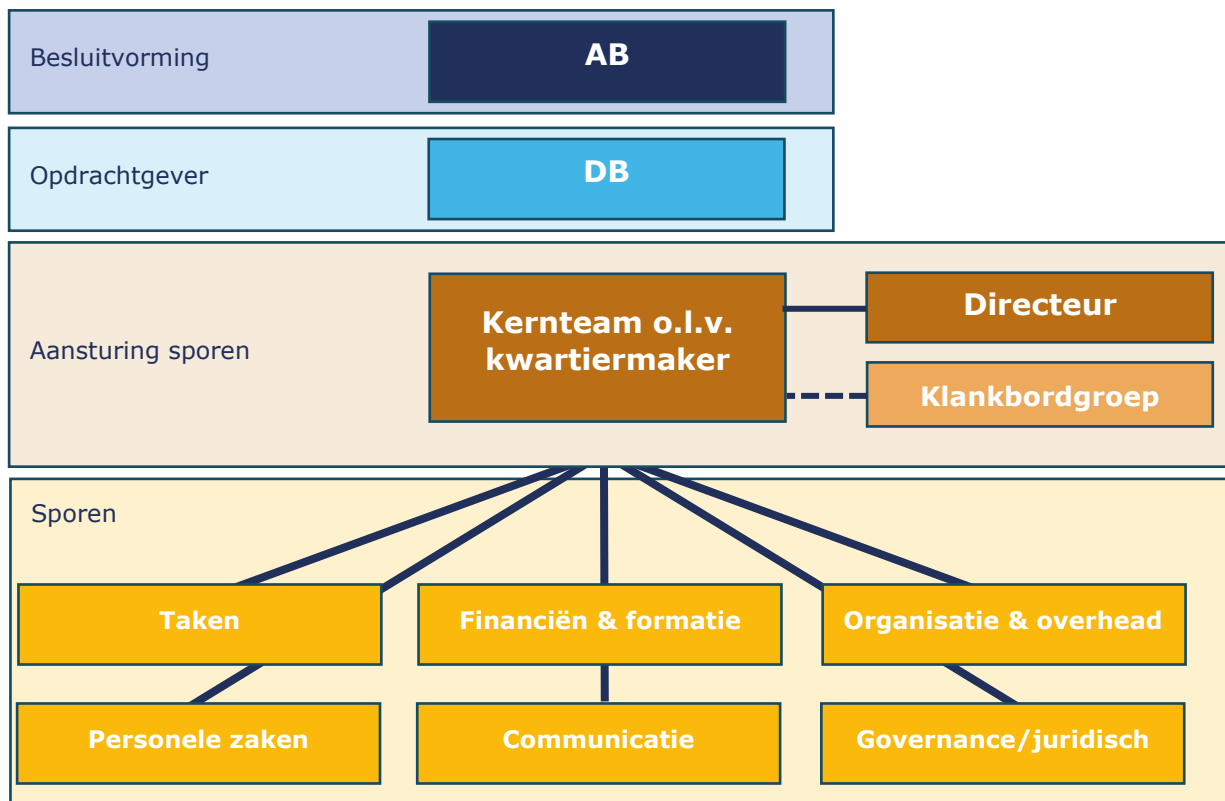 Besluitvorming
AB
Opdrachtgever
DB
Aansturing sporen
Kernteam o.l.v.
kwartiermaker
Directeur
Klankbordgroep
Sporen
Taken
Financiën & formatie
Organisatie & overhead
Personele zaken
Communicatie
Governance/juridisch